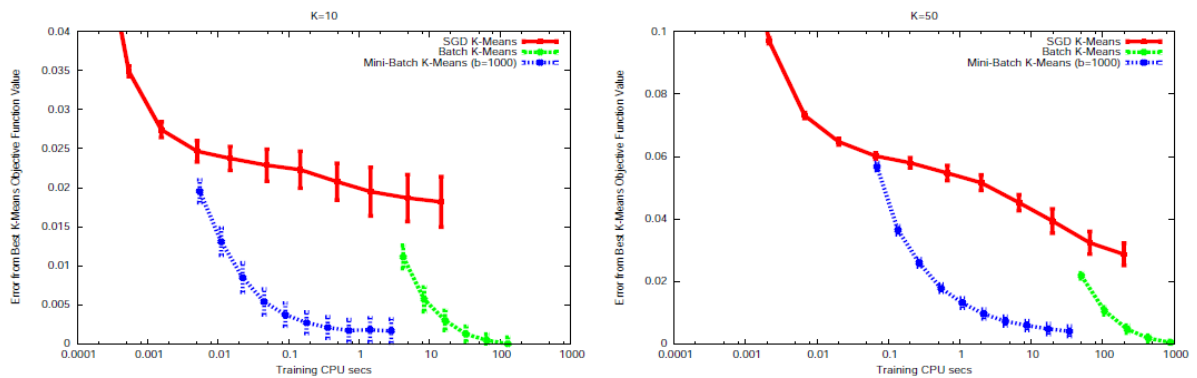 K=10
Error from Best K-Means Objective Function Value
0.04
0.035
0.03
0.025
0.02
0.015
0.01
0.005
0
SGD K-Means
Batch K-Means
Mini-Batch K-Means (b=1000)
0.0001 0.001 0.01 0.1 1 10 100 1000
Training CPU secs
K=50
Error from Best K-Means Objective Function Value
0.1
0.08
0.06
0.04
0.02
0
SGD K-Means
Batch K-Means
Mini-Batch K-Means (b=1000)
0.0001 0.001 0.01 0.1 1 10 100 1000
Training CPU secs